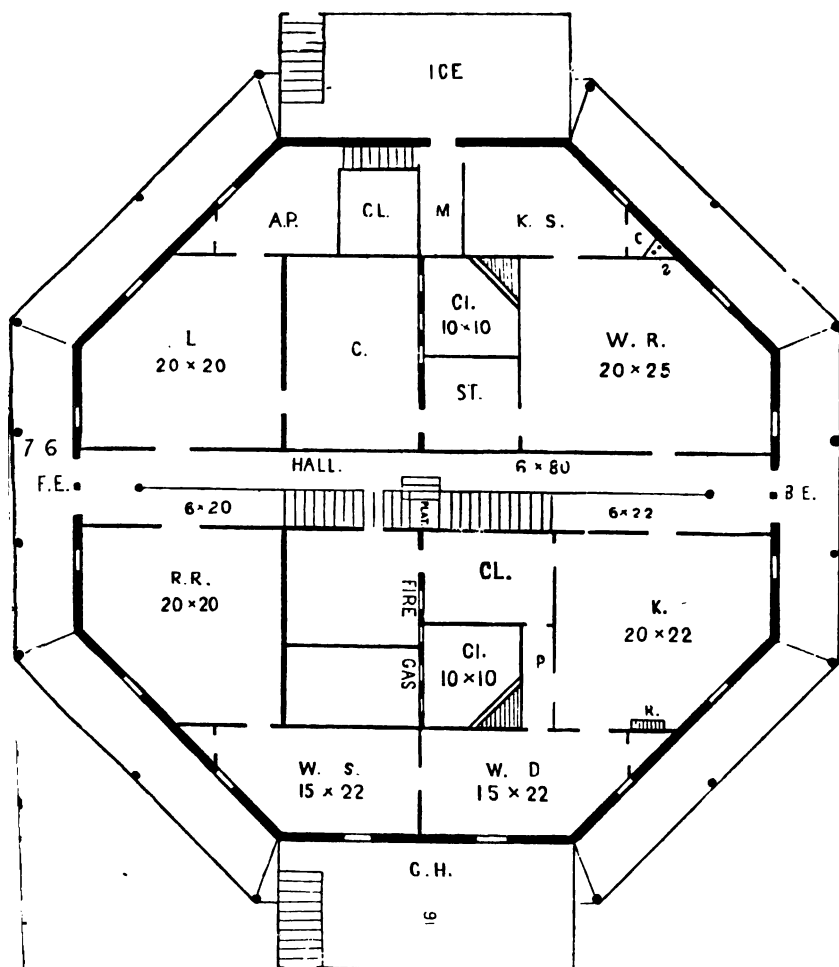 ICE
A.P.
CL.
M
K. S.
C
2
L
20 × 20
C.
Cl.
10 × 10
ST.
W. R.
20 × 25
76
F.E.
HALL.
6 × 80
B E.
6 × 20
PLAT.
6 × 22
R.R.
20 × 20
FIRE
GAS
CL.
Cl.
10 × 10
P
K.
20 × 22
R.
W. S.
15 × 22
W. D
15 × 22
C.H.
16